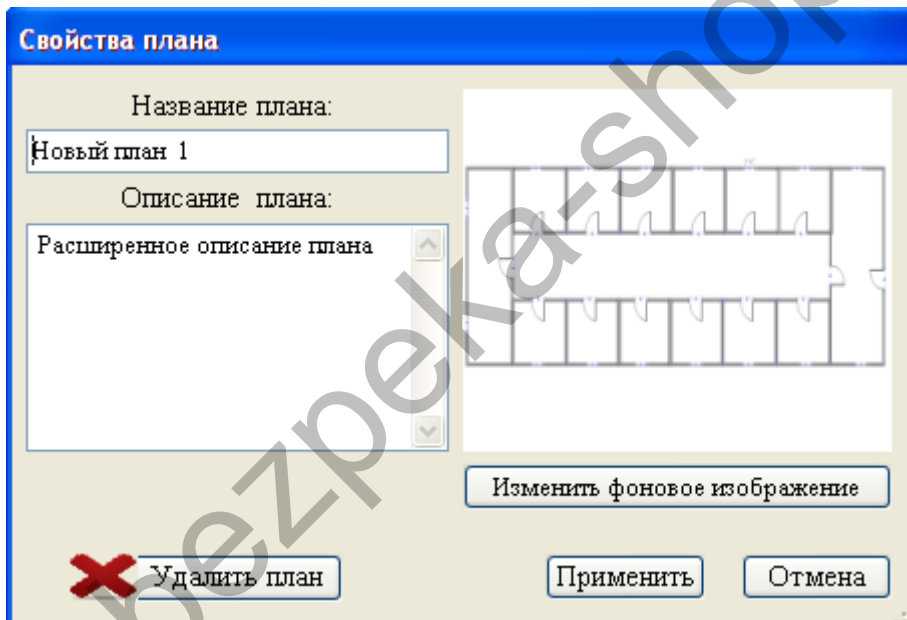 Свойства плана
Название плана:
Новый план 1
Описание плана:
Расширенное описание плана
Изменить фоновое изображение
Удалить план
Применить
Отмена
bezpeka-shop